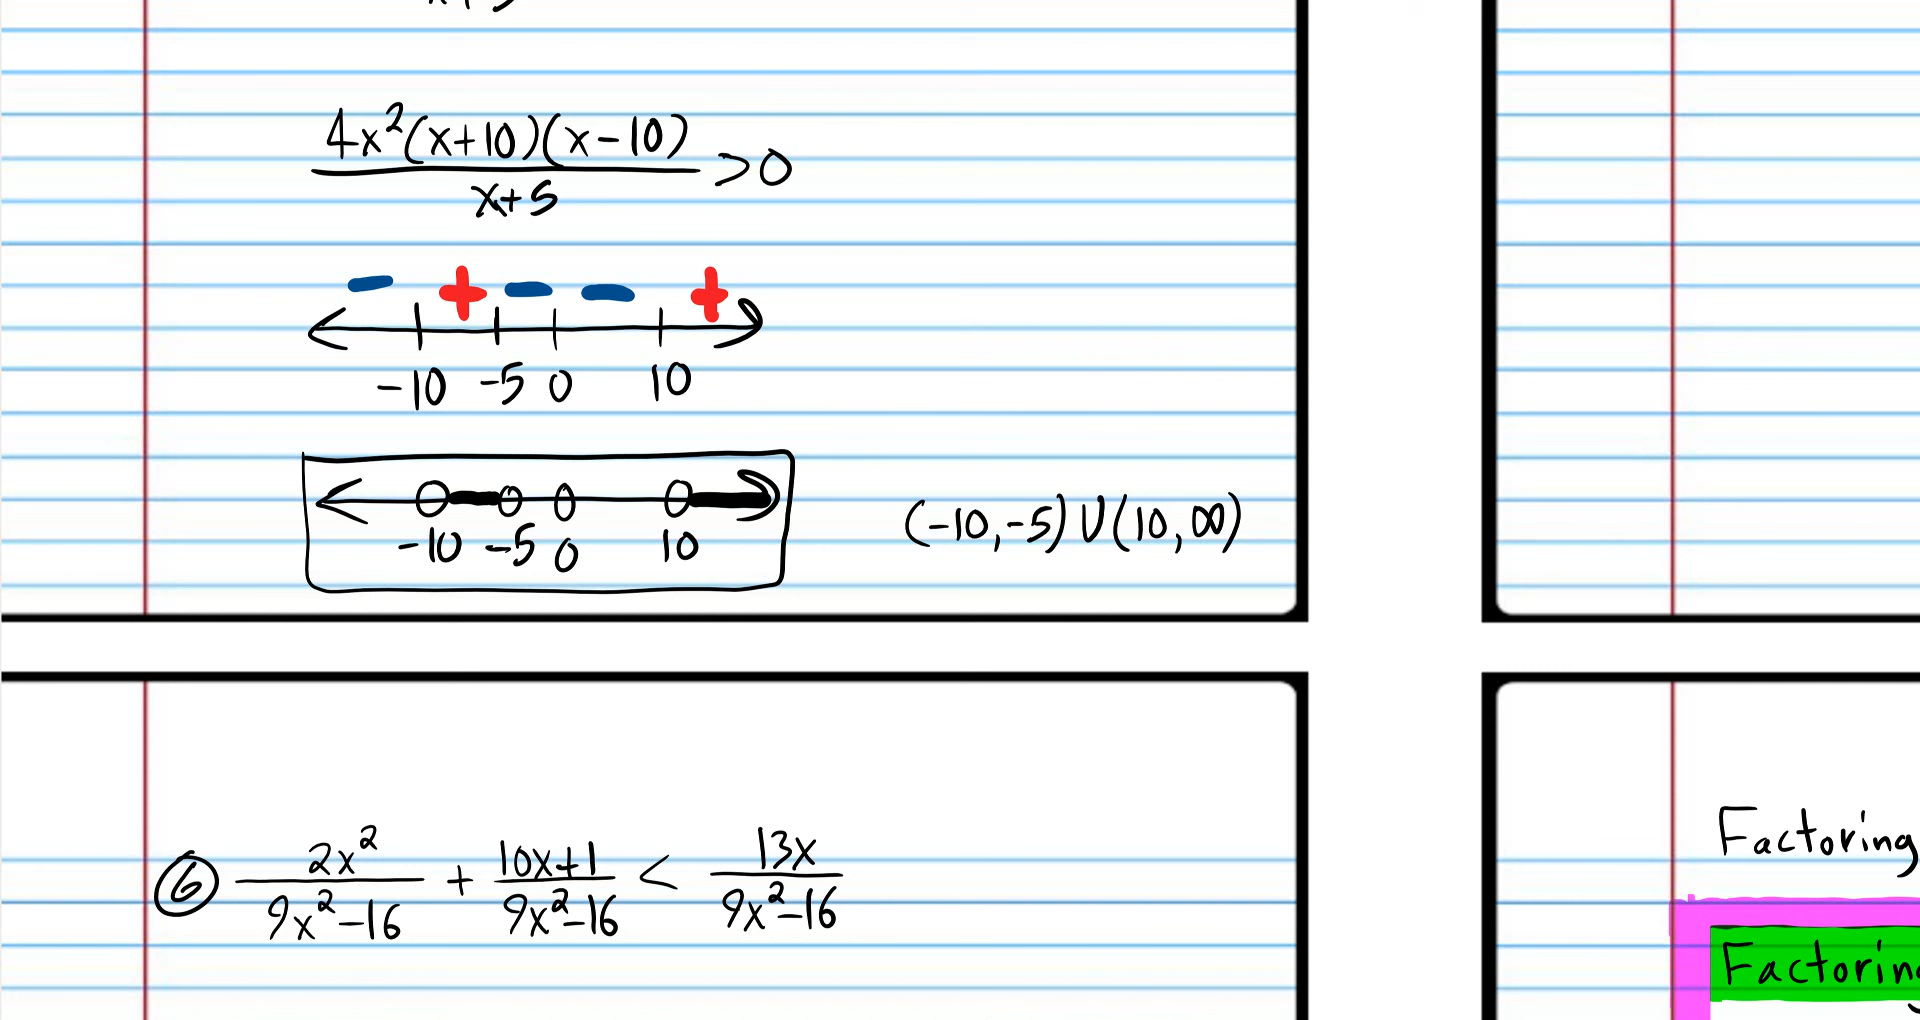 4x²(x+10)(x-10)
> 0
x+5
- + - - +
-10 -5 0 10
-10 -5 0 10
(-10,-5)∪(10,∞)
⑥ 2x²/(9x²-16) + (10x+1)/(9x²-16) < 13x/(9x²-16)
Factoring
Factorin